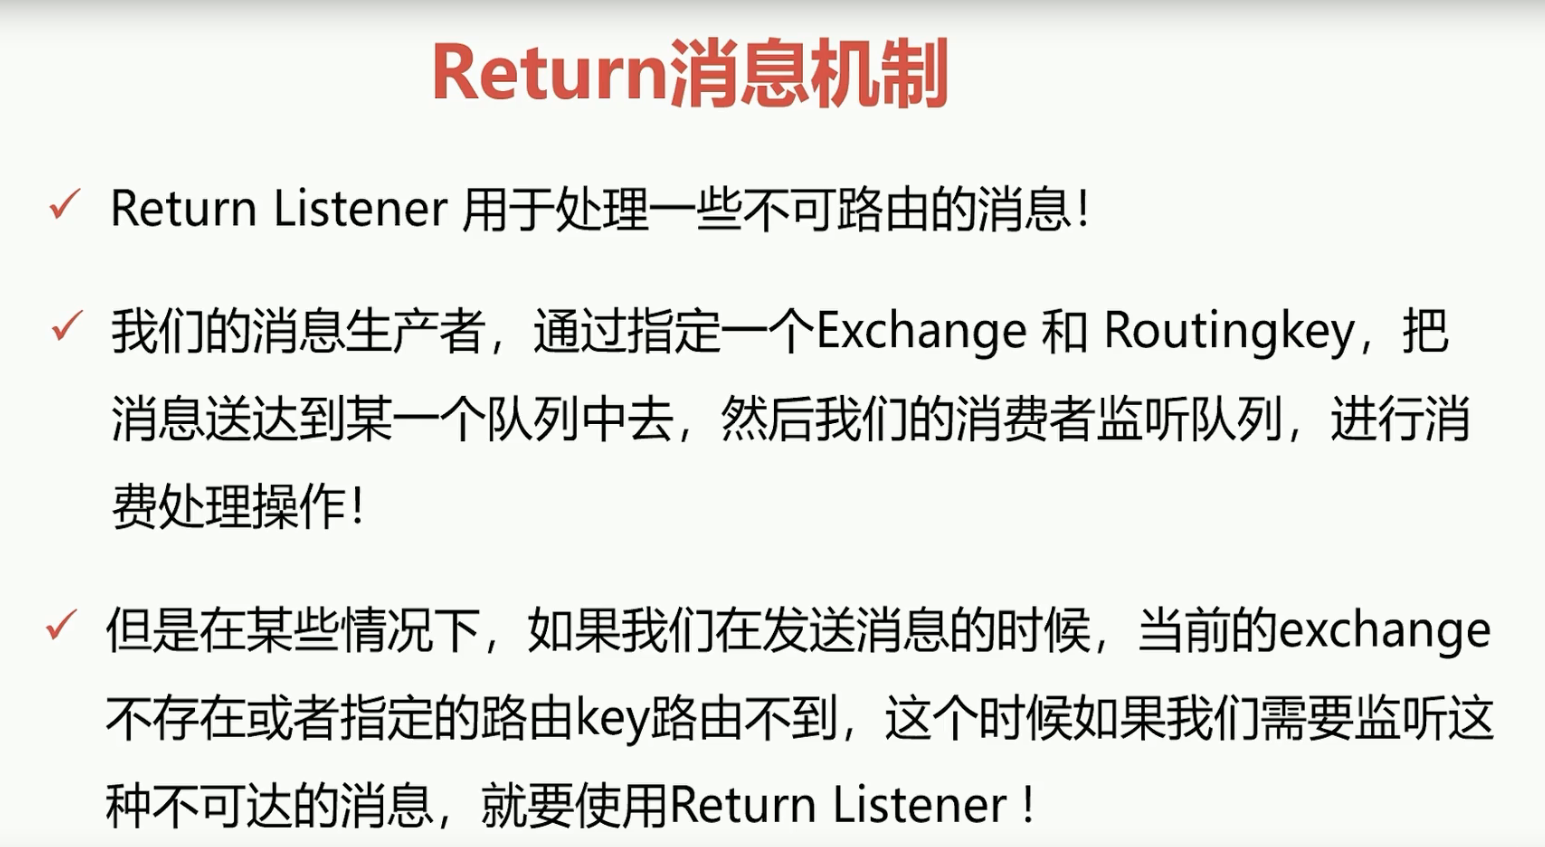 Return消息机制
✓ Return Listener 用于处理一些不可路由的消息！
✓ 我们的消息生产者，通过指定一个Exchange 和 Routingkey，把
消息送达到某一个队列中去，然后我们的消费者监听队列，进行消
费处理操作！
✓ 但是在某些情况下，如果我们在发送消息的时候，当前的exchange
不存在或者指定的路由key路由不到，这个时候如果我们需要监听这
种不可达的消息，就要使用Return Listener！